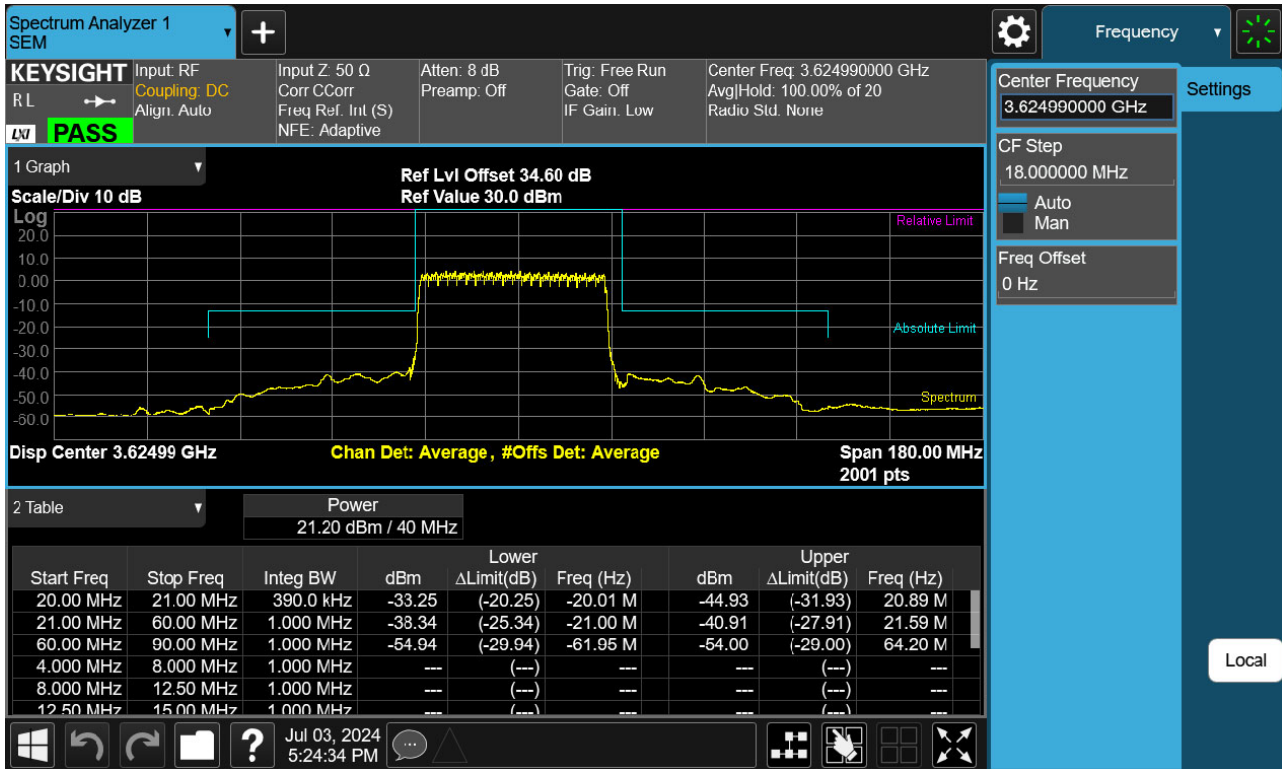 Spectrum Analyzer 1
SEM
Frequency
KEYSIGHT
R L
LXI
PASS
Input: RF
Coupling: DC
Align: Auto
Input Z: 50 Ω
Corr CCorr
Freq Ref: Int (S)
NFE: Adaptive
Atten: 8 dB
Preamp: Off
Trig: Free Run
Gate: Off
IF Gain: Low
Center Freq: 3.624990000 GHz
Avg|Hold: 100.00% of 20
Radio Std: None
Center Frequency
3.624990000 GHz
Settings
CF Step
18.000000 MHz
Auto
Man
Freq Offset
0 Hz
Local
1 Graph
Scale/Div 10 dB
Ref Lvl Offset 34.60 dB
Ref Value 30.0 dBm
Log
20.0
10.0
0.00
-10.0
-20.0
-30.0
-40.0
-50.0
-60.0
Relative Limit
Absolute Limit
Spectrum
Disp Center 3.62499 GHz
Chan Det: Average , #Offs Det: Average
Span 180.00 MHz
2001 pts
2 Table
Power
21.20 dBm / 40 MHz
Lower Upper
Start Freq Stop Freq Integ BW dBm ΔLimit(dB) Freq (Hz) dBm ΔLimit(dB) Freq (Hz)
20.00 MHz 21.00 MHz 390.0 kHz -33.25 (-20.25) -20.01 M -44.93 (-31.93) 20.89 M
21.00 MHz 60.00 MHz 1.000 MHz -38.34 (-25.34) -21.00 M -40.91 (-27.91) 21.59 M
60.00 MHz 90.00 MHz 1.000 MHz -54.94 (-29.94) -61.95 M -54.00 (-29.00) 64.20 M
4.000 MHz 8.000 MHz 1.000 MHz --- (---) --- --- (---) ---
8.000 MHz 12.50 MHz 1.000 MHz --- (---) --- --- (---) ---
12.50 MHz 15.00 MHz 1.000 MHz --- (---) --- --- (---) ---
Jul 03, 2024
5:24:34 PM